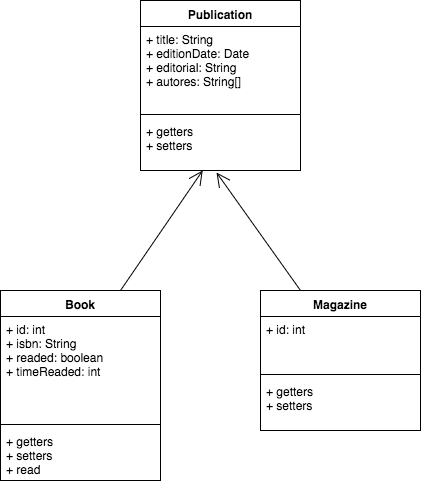 Publication
+ title: String
+ editionDate: Date
+ editorial: String
+ autores: String[]
+ getters
+ setters
Book
+ id: int
+ isbn: String
+ readed: boolean
+ timeReaded: int
+ getters
+ setters
+ read
Magazine
+ id: int
+ getters
+ setters